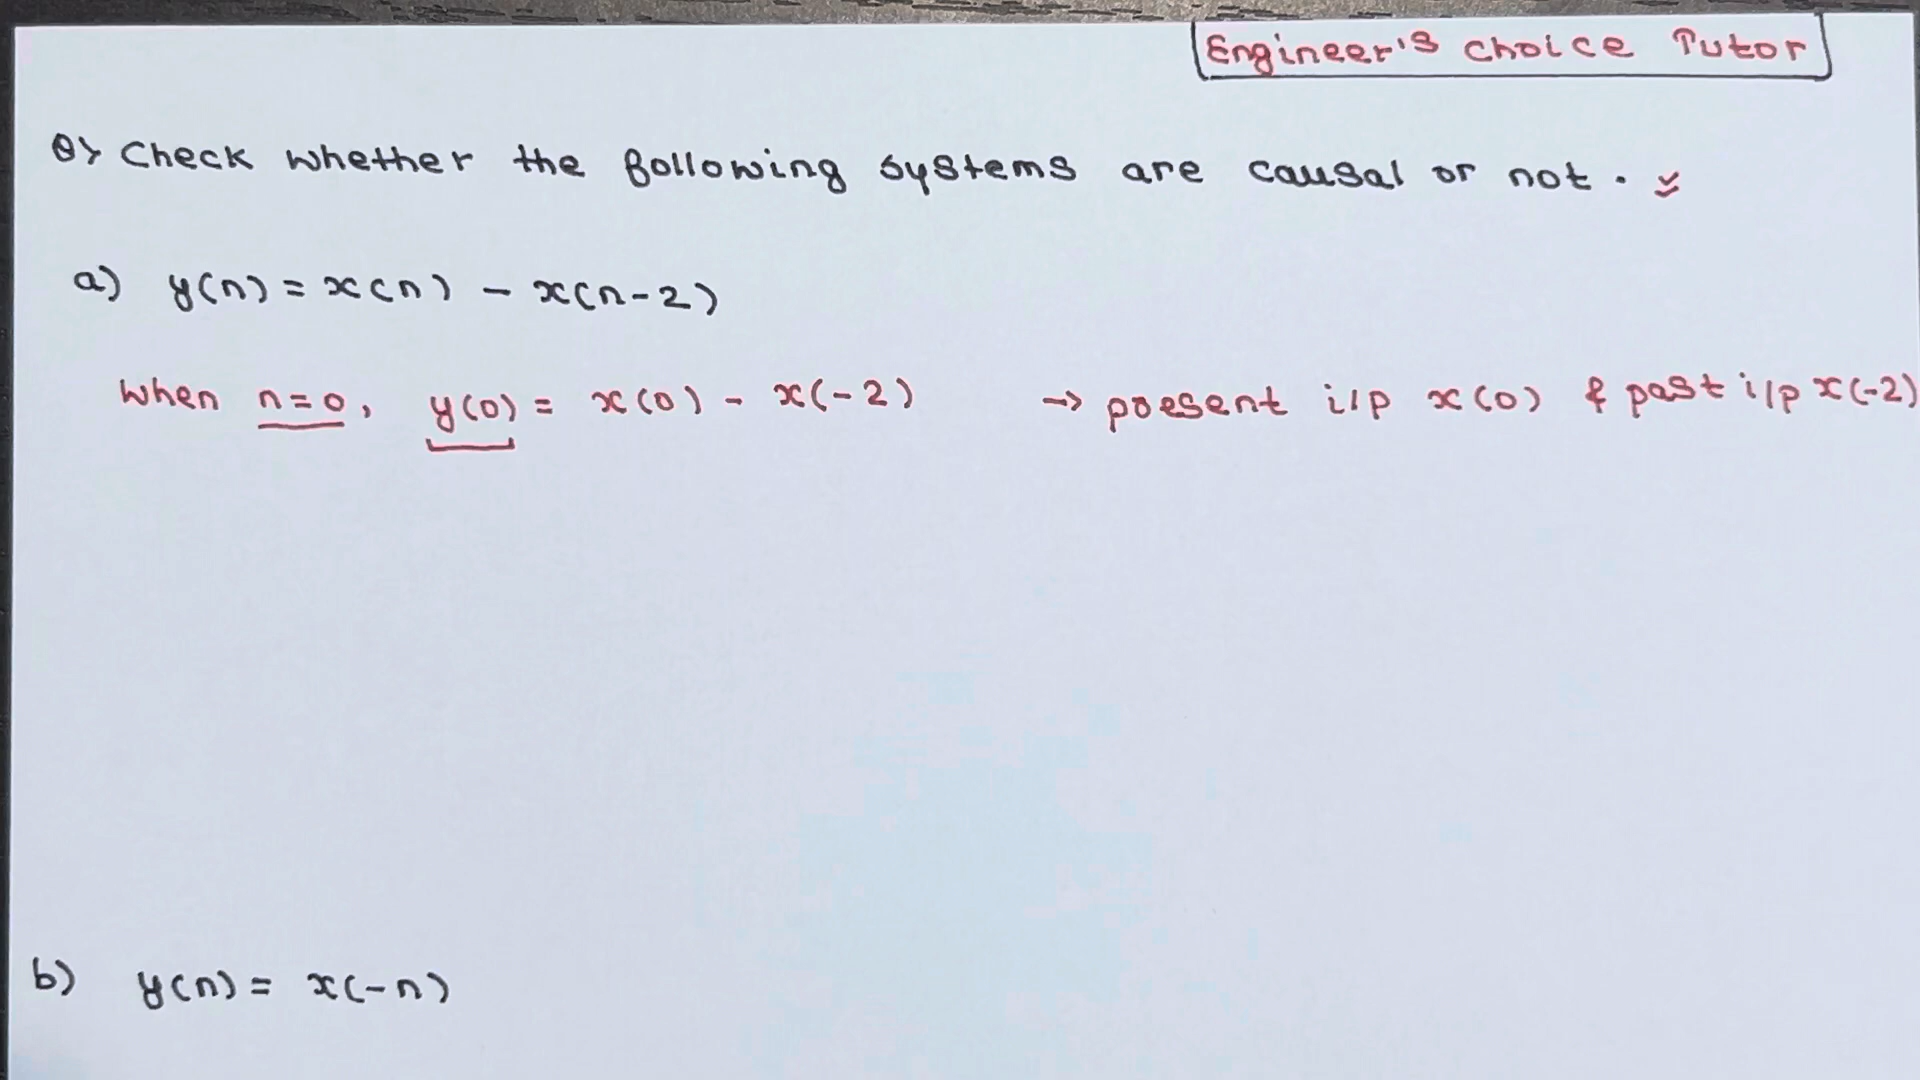 Engineer's Choice Tutor
Q> Check whether the following systems are causal or not.
a) y(n) = x(n) - x(n-2)
When n=0, y(0) = x(0) - x(-2) → present i/p x(0) & past i/p x(-2)
b) y(n) = x(-n)